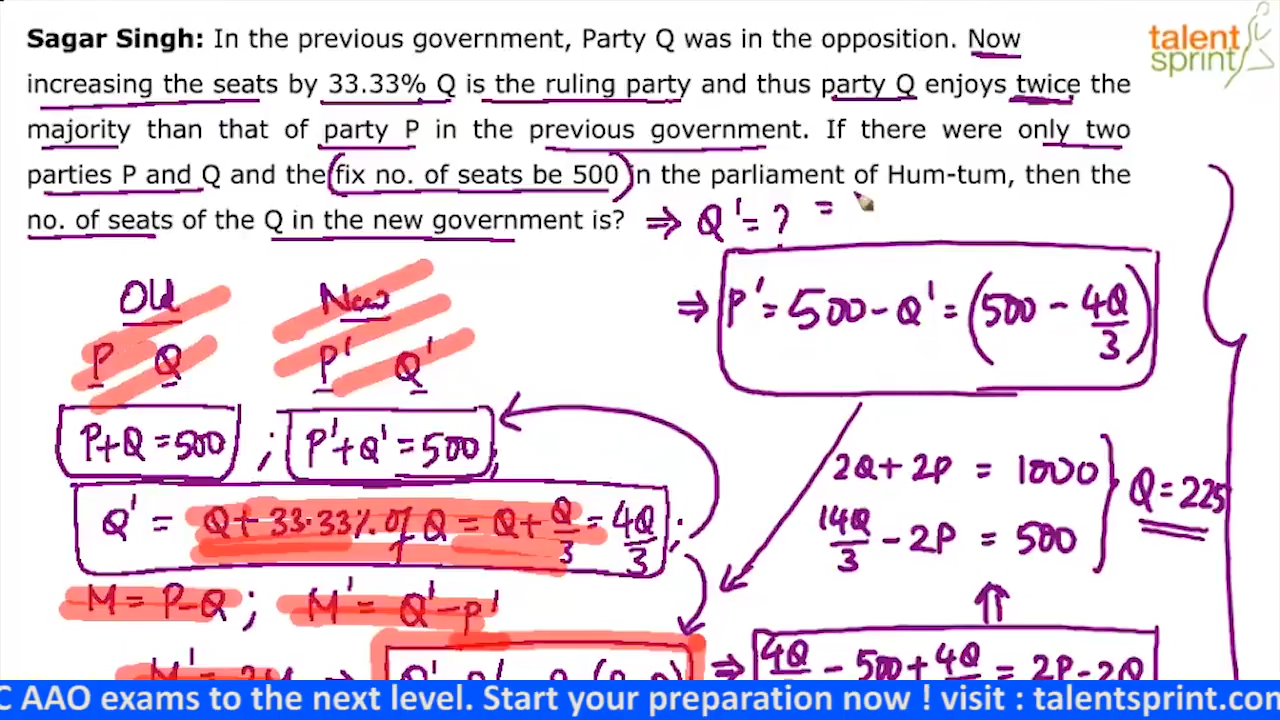 Sagar Singh: In the previous government, Party Q was in the opposition. Now
increasing the seats by 33.33% Q is the ruling party and thus party Q enjoys twice the
majority than that of party P in the previous government. If there were only two
parties P and Q and the fix no. of seats be 500 in the parliament of Hum-tum, then the
no. of seats of the Q in the new government is? ⇒ Q' = ? =
talent
sprint
⇒ P' = 500 - Q' = (500 - 4Q/3)
Old New
P Q P' Q'
P+Q = 500 ; P'+Q' = 500 ;
Q' = Q + 33.33% of Q = Q + Q/3 = 4Q/3 ;
M = P-Q ; M' = Q'-P'
2Q + 2P = 1000
14Q/3 - 2P = 500
Q = 225
⇒ 4Q - 500 + 4Q = 2P - 2Q
C AAO exams to the next level. Start your preparation now ! visit : talentsprint.com